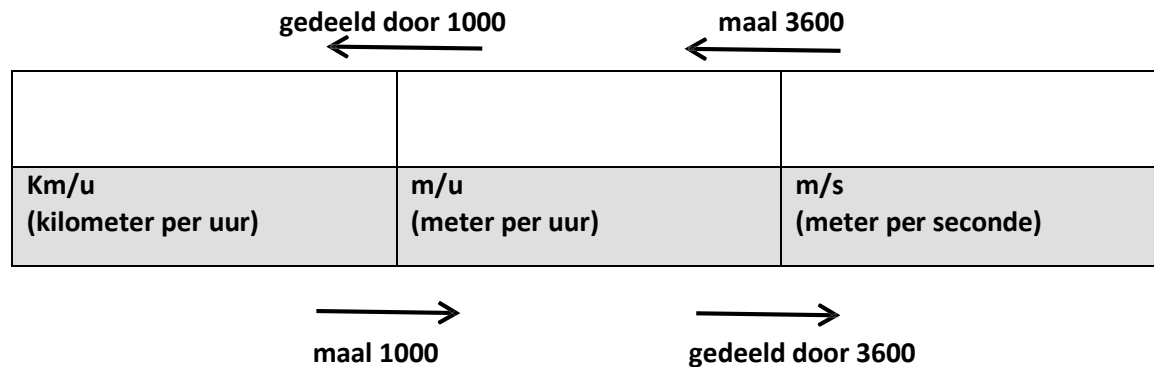 gedeeld door 1000
maal 3600
Km/u
(kilometer per uur)
m/u
(meter per uur)
m/s
(meter per seconde)
maal 1000
gedeeld door 3600